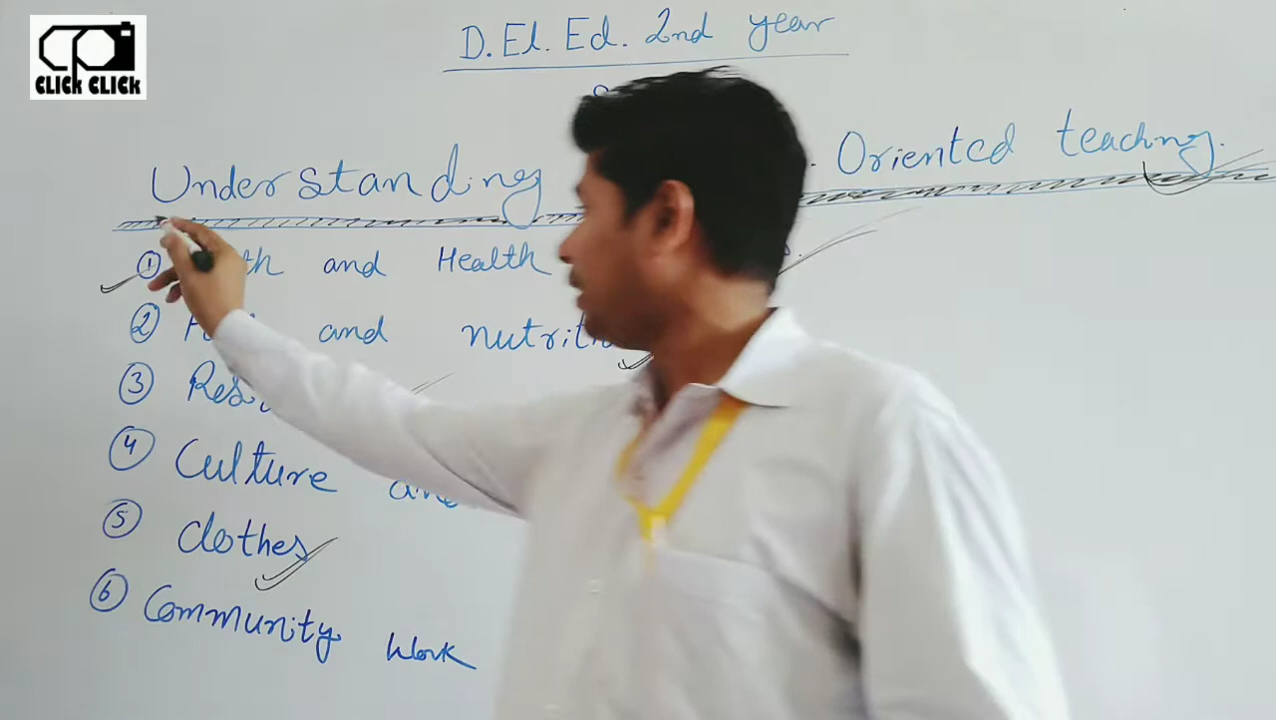 CLICK CLICK
D. El. Ed. 2nd year
Understanding Oriented teaching.
① and Health
② and
③
④ Culture
⑤ Clothes
⑥ Community Work